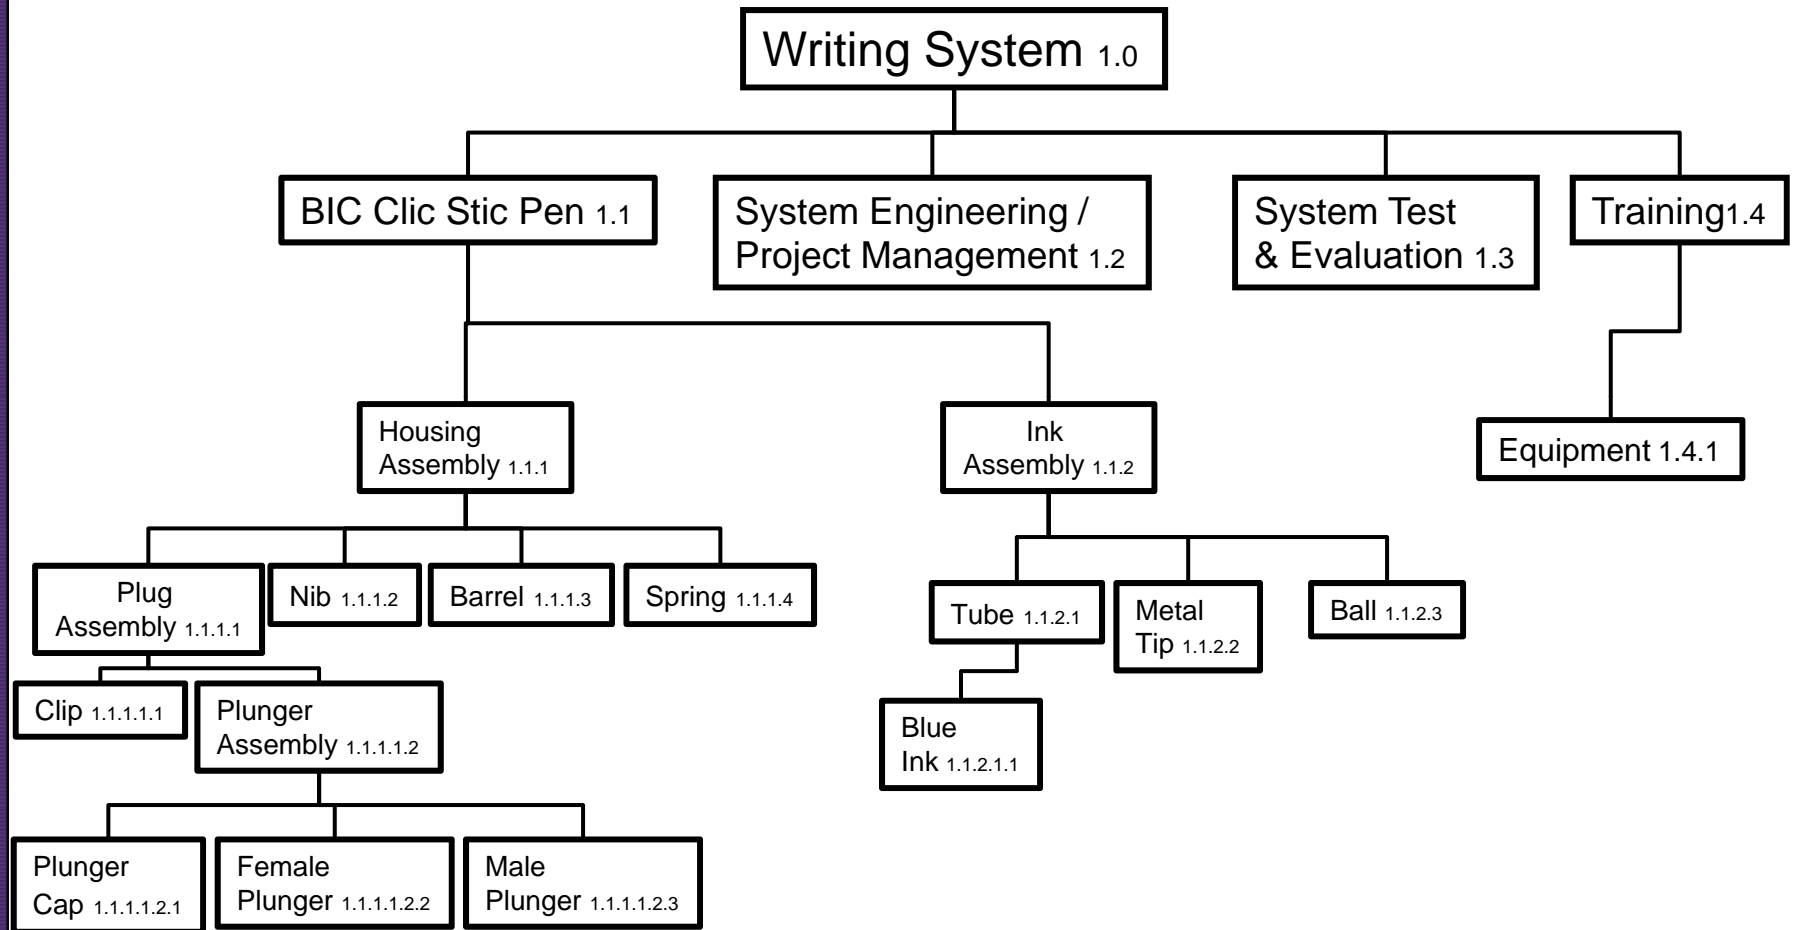 Writing System 1.0
BIC Clic Stic Pen 1.1
System Engineering /
Project Management 1.2
System Test
& Evaluation 1.3
Training1.4
Housing
Assembly 1.1.1
Ink
Assembly 1.1.2
Equipment 1.4.1
Plug
Assembly 1.1.1.1
Nib 1.1.1.2
Barrel 1.1.1.3
Spring 1.1.1.4
Tube 1.1.2.1
Metal
Tip 1.1.2.2
Ball 1.1.2.3
Clip 1.1.1.1.1
Plunger
Assembly 1.1.1.1.2
Blue
Ink 1.1.2.1.1
Plunger
Cap 1.1.1.1.2.1
Female
Plunger 1.1.1.1.2.2
Male
Plunger 1.1.1.1.2.3